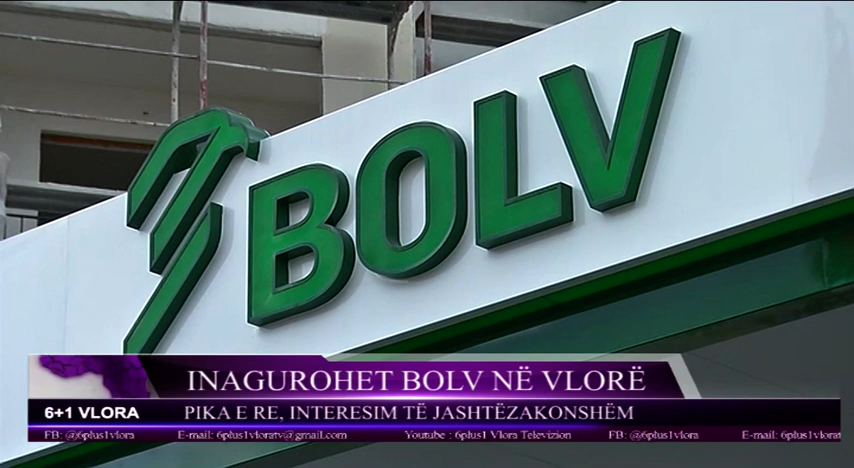 BOLV
INAGUROHET BOLV NË VLORË
6+1 VLORA
PIKA E RE, INTERESIM TË JASHTËZAKONSHËM
FB: @6plus1vlora E-mail: 6plus1vloratv@gmail.com Youtube : 6plus1 Vlora Televizion FB: @6plus1vlora E-mail: 6plus1vlorat